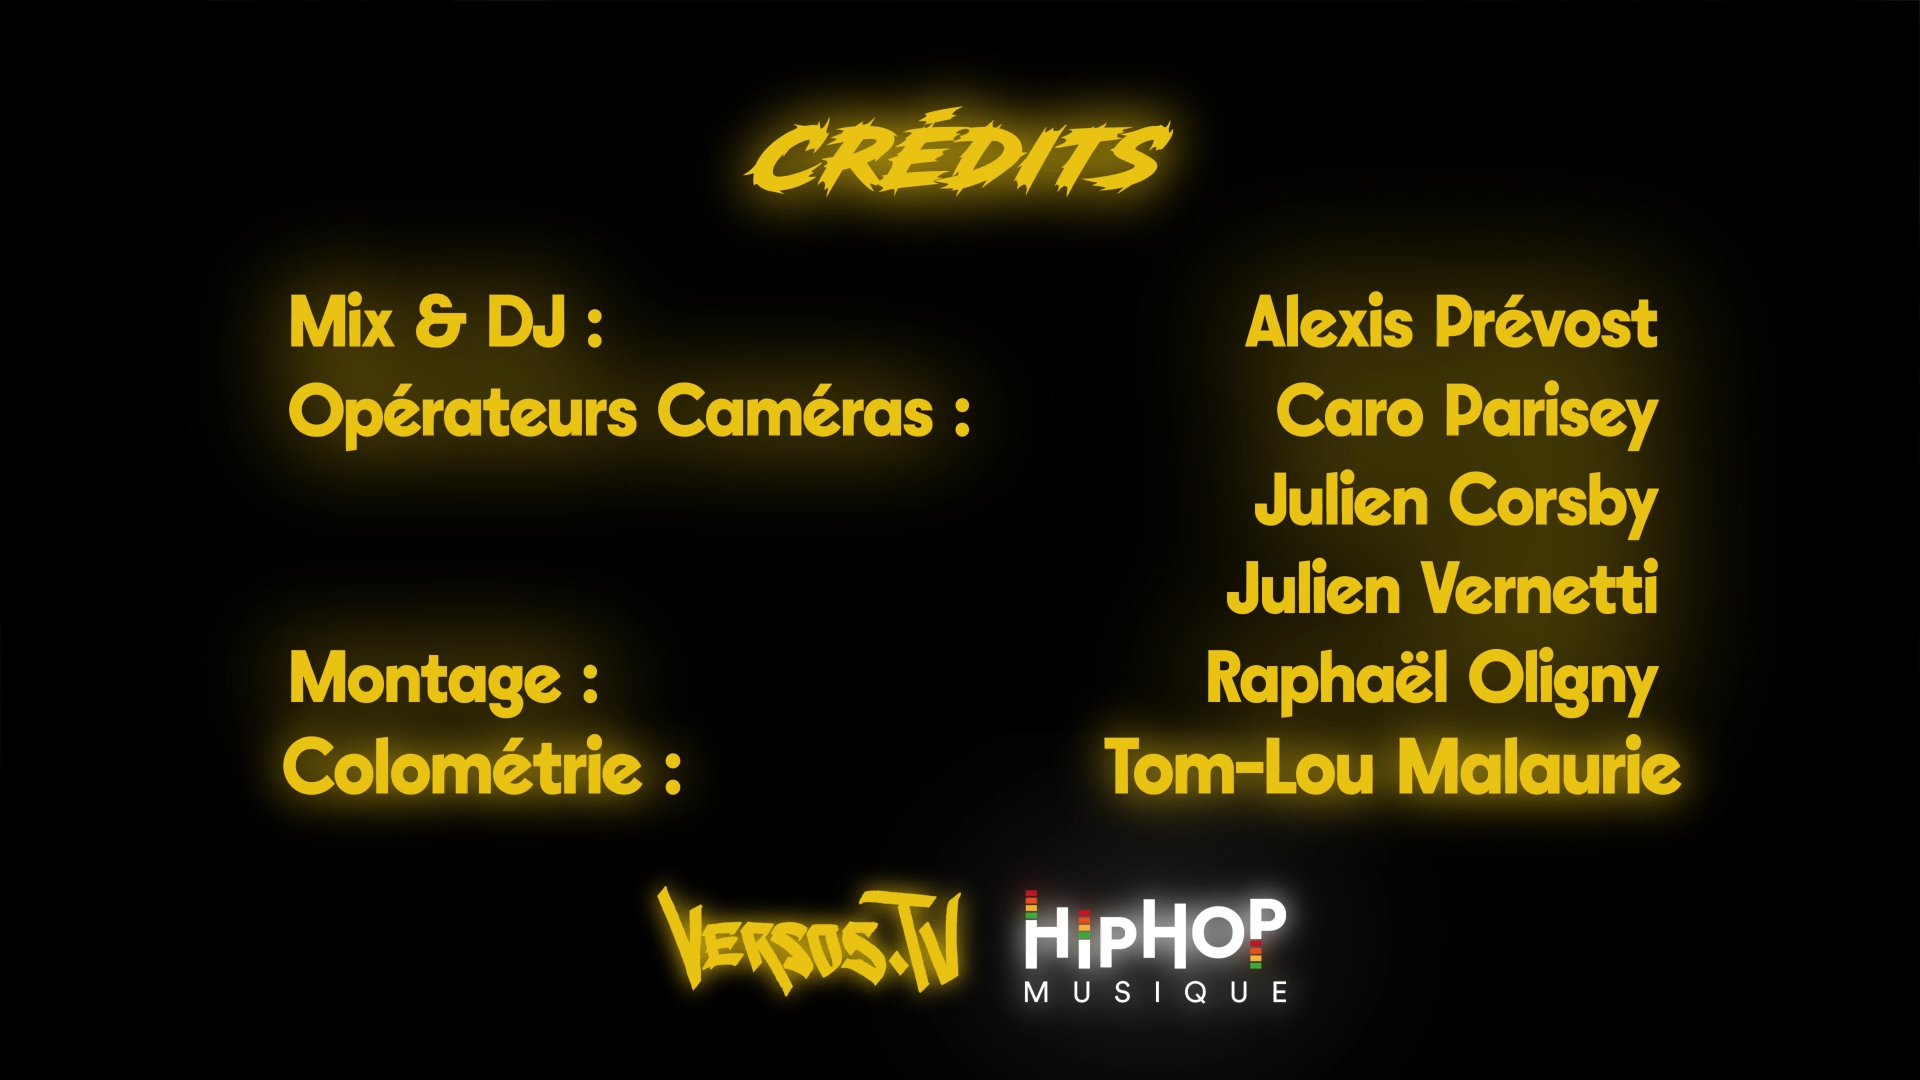 CRÉDITS
Mix & DJ : Alexis Prévost
Opérateurs Caméras : Caro Parisey
Julien Corsby
Julien Vernetti
Montage : Raphaël Oligny
Colométrie : Tom-Lou Malaurie
VERSOS.TV
HiPHOP
MUSIQUE